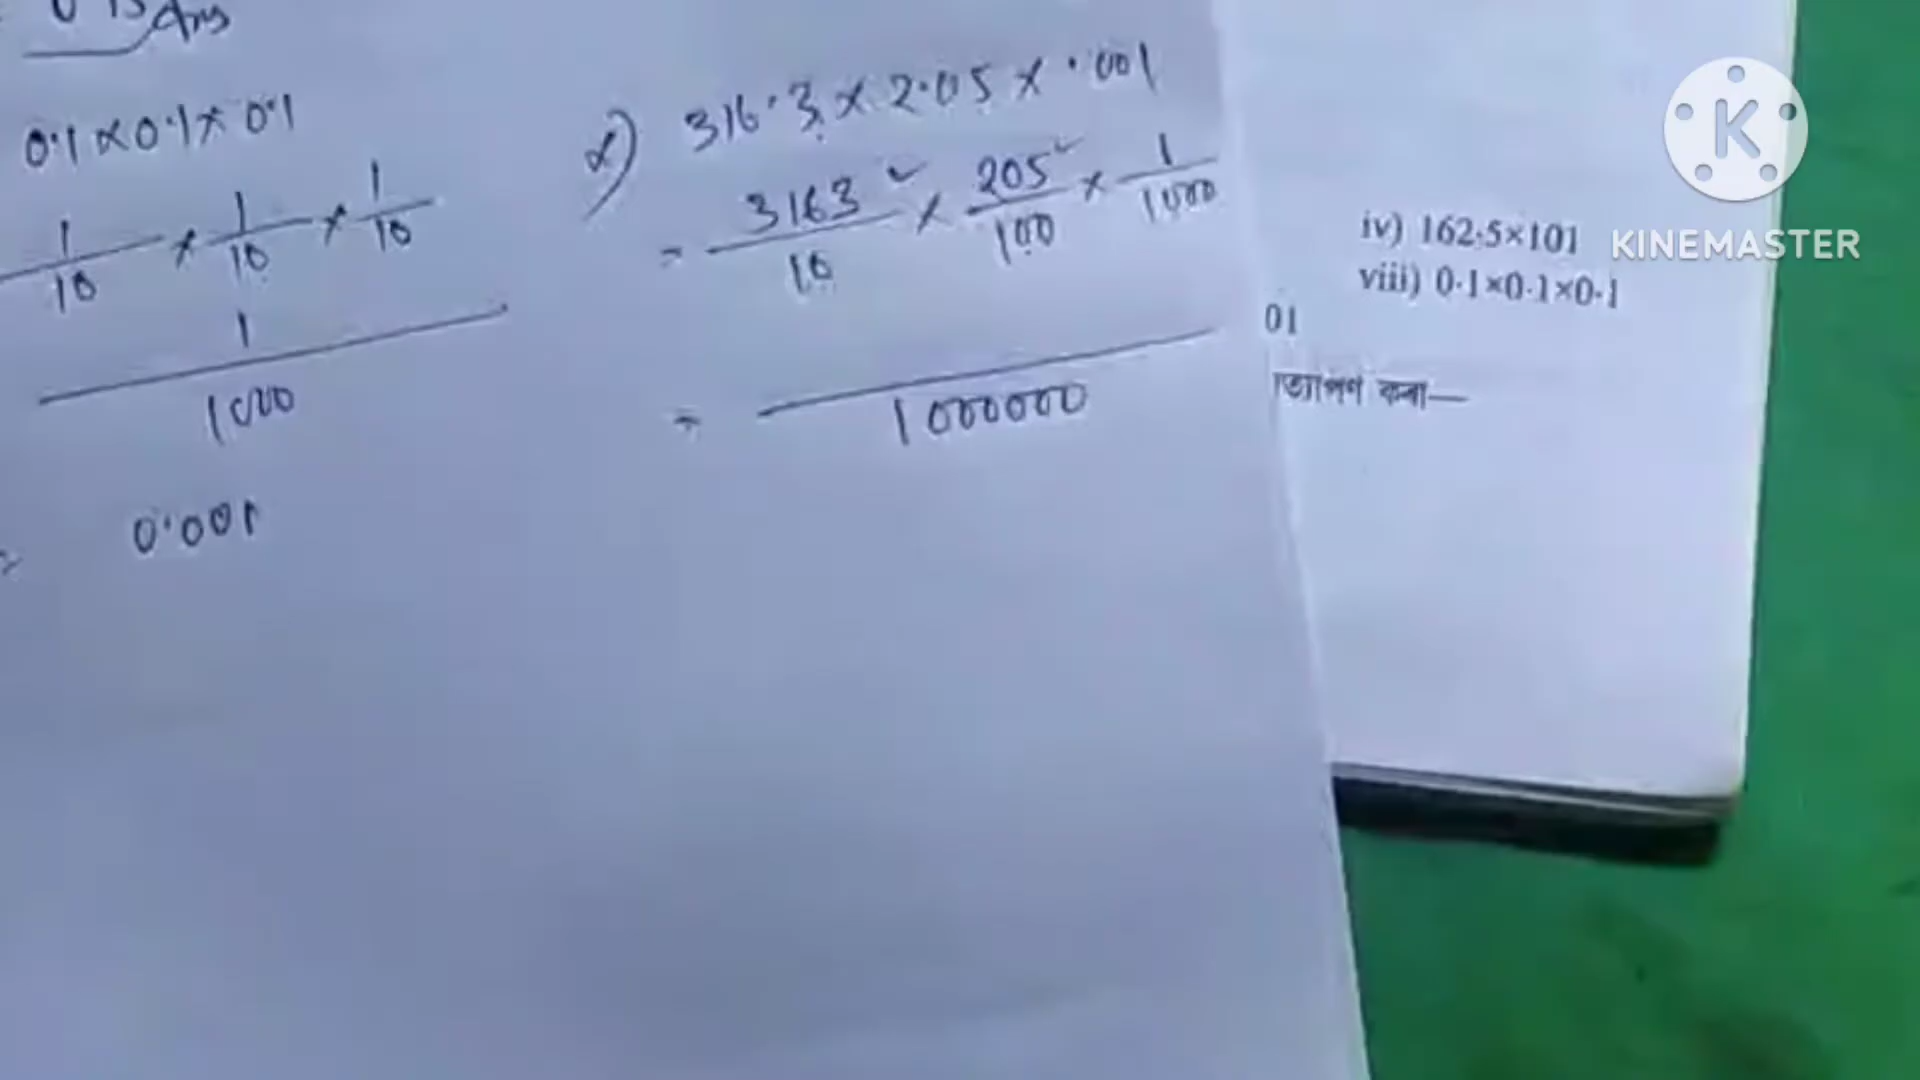 Ans
0.1×0.1×0.1
1/10 × 1/10 × 1/10
1/1000
= 0.001
x) 316.3×2.05×.001
= 3163/10 × 205/100 × 1/1000
= /1000000
iv) 162.5×101
viii) 0.1×0.1×0.1
01
কৰা—
KINEMASTER